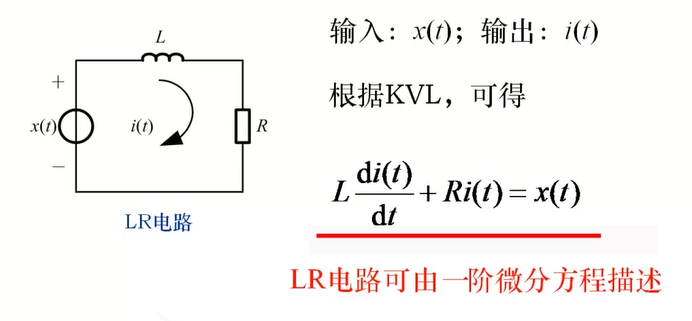 L
+
x(t)
i(t)
R
−
LR电路
输入：x(t)；输出：i(t)
根据KVL，可得
L di(t)/dt + Ri(t) = x(t)
LR电路可由一阶微分方程描述